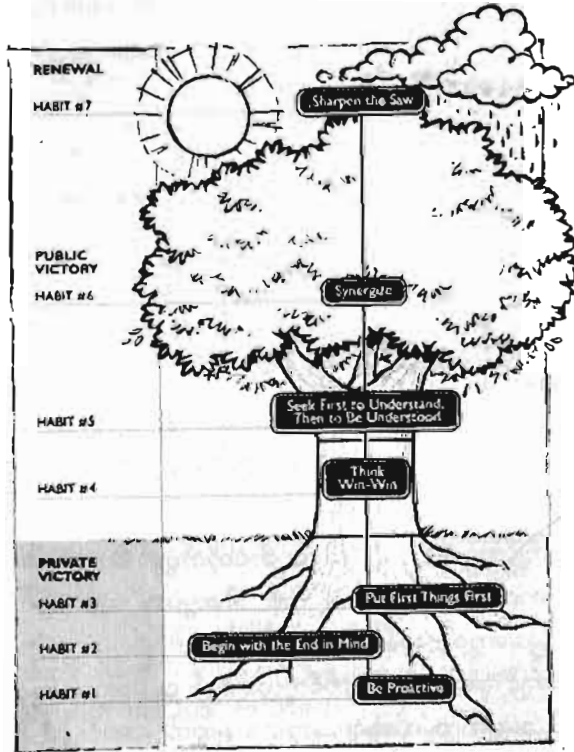 RENEWAL
HABIT #7
Sharpen the Saw
PUBLIC
VICTORY
HABIT #6
Synergize
HABIT #5
Seek First to Understand,
Then to Be Understood
HABIT #4
Think
Win-Win
PRIVATE
VICTORY
HABIT #3
Put First Things First
HABIT #2
Begin with the End in Mind
HABIT #1
Be Proactive